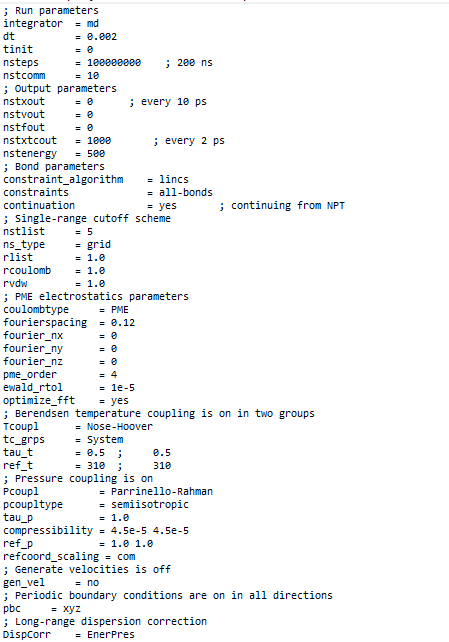 ; Run parameters
integrator = md
dt = 0.002
tinit = 0
nsteps = 100000000 ; 200 ns
nstcomm = 10
; Output parameters
nstxout = 0 ; every 10 ps
nstvout = 0
nstfout = 0
nstxtcout = 1000 ; every 2 ps
nstenergy = 500
; Bond parameters
constraint_algorithm = lincs
constraints = all-bonds
continuation = yes ; continuing from NPT
; Single-range cutoff scheme
nstlist = 5
ns_type = grid
rlist = 1.0
rcoulomb = 1.0
rvdw = 1.0
; PME electrostatics parameters
coulombtype = PME
fourierspacing = 0.12
fourier_nx = 0
fourier_ny = 0
fourier_nz = 0
pme_order = 4
ewald_rtol = 1e-5
optimize_fft = yes
; Berendsen temperature coupling is on in two groups
Tcoupl = Nose-Hoover
tc_grps = System
tau_t = 0.5 ; 0.5
ref_t = 310 ; 310
; Pressure coupling is on
Pcoupl = Parrinello-Rahman
pcoupltype = semiisotropic
tau_p = 1.0
compressibility = 4.5e-5 4.5e-5
ref_p = 1.0 1.0
refcoord_scaling = com
; Generate velocities is off
gen_vel = no
; Periodic boundary conditions are on in all directions
pbc = xyz
; Long-range dispersion correction
DispCorr = EnerPres